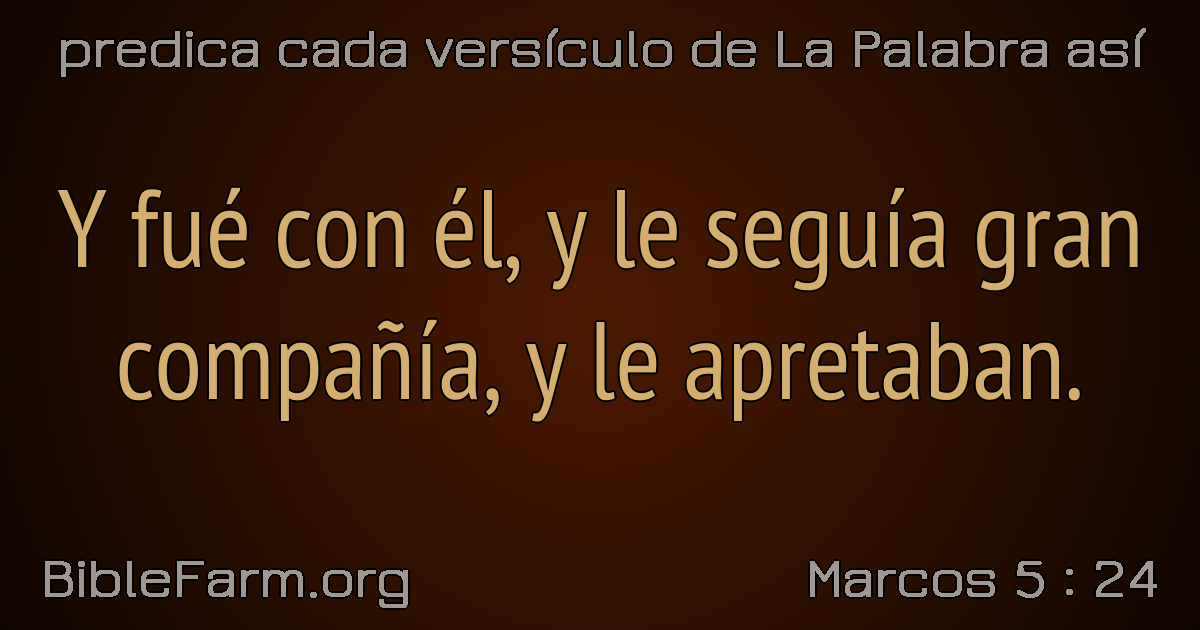 predica cada versículo de La Palabra así
Y fué con él, y le seguía gran
compañía, y le apretaban.
BibleFarm.org
Marcos 5 : 24